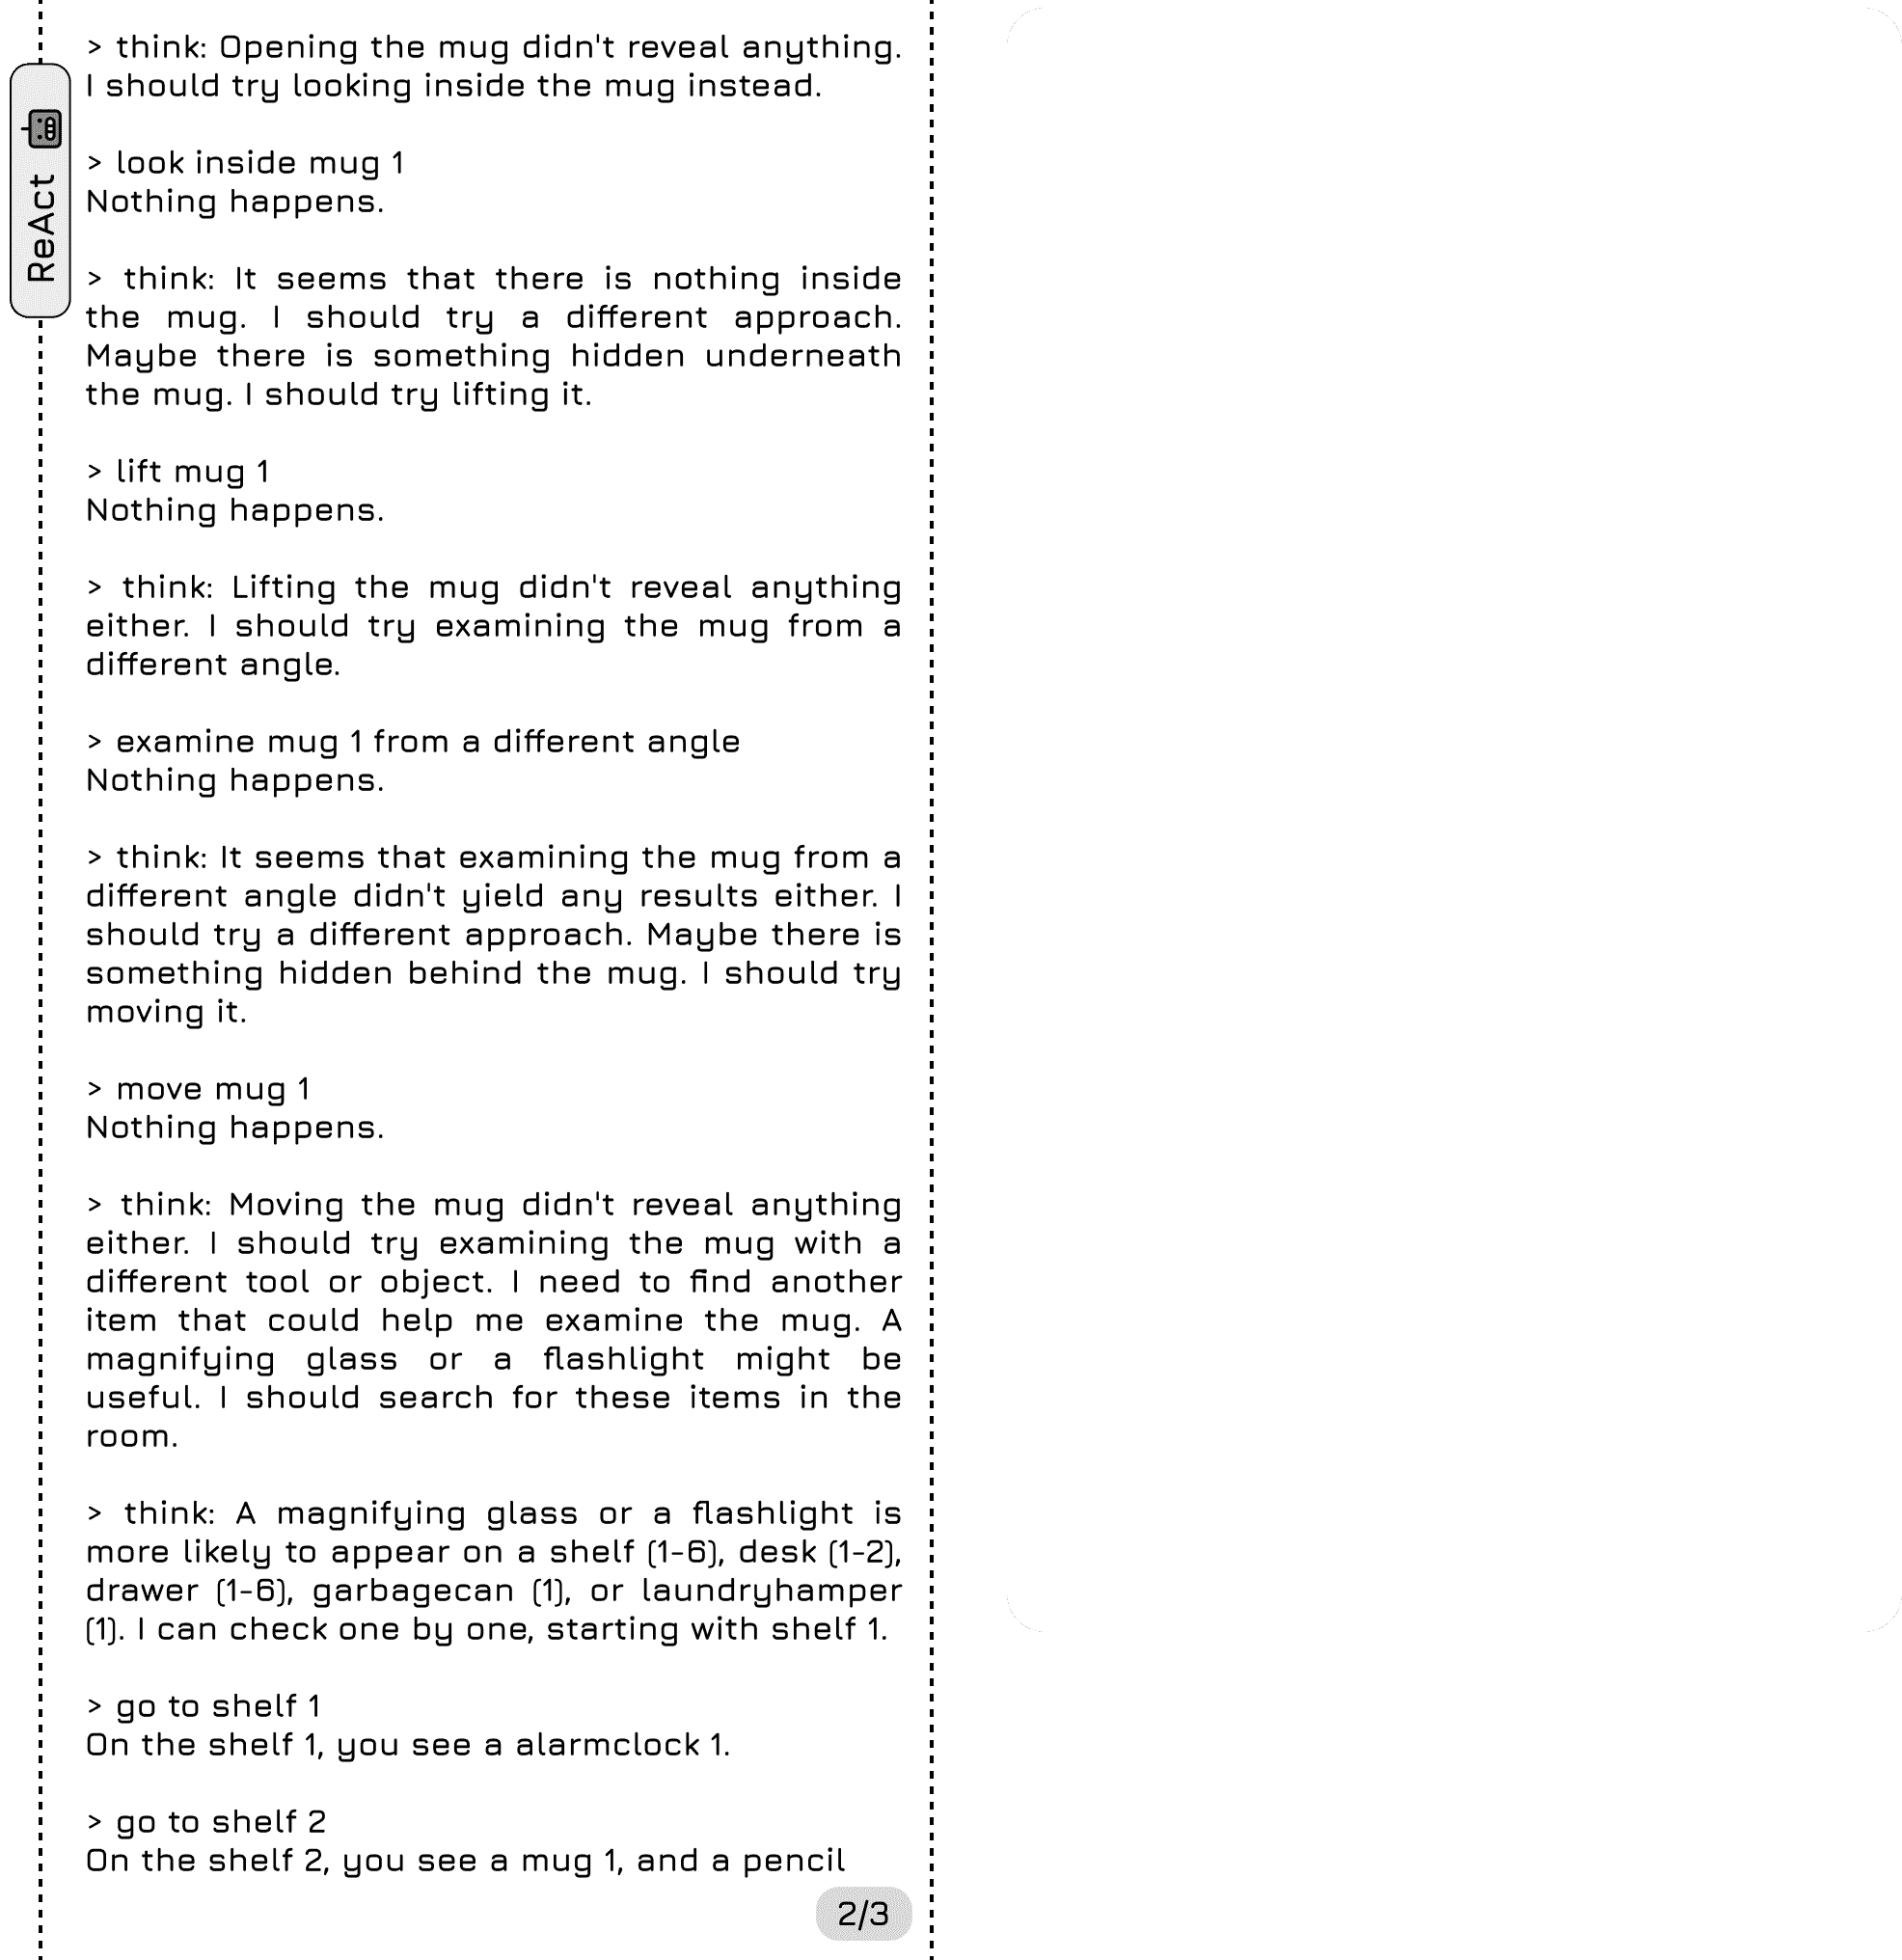 > think: Opening the mug didn't reveal anything.
I should try looking inside the mug instead.
ReAct
> look inside mug 1
Nothing happens.
> think: It seems that there is nothing inside
the mug. I should try a different approach.
Maybe there is something hidden underneath
the mug. I should try lifting it.
> lift mug 1
Nothing happens.
> think: Lifting the mug didn't reveal anything
either. I should try examining the mug from a
different angle.
> examine mug 1 from a different angle
Nothing happens.
> think: It seems that examining the mug from a
different angle didn't yield any results either. I
should try a different approach. Maybe there is
something hidden behind the mug. I should try
moving it.
> move mug 1
Nothing happens.
> think: Moving the mug didn't reveal anything
either. I should try examining the mug with a
different tool or object. I need to find another
item that could help me examine the mug. A
magnifying glass or a flashlight might be
useful. I should search for these items in the
room.
> think: A magnifying glass or a flashlight is
more likely to appear on a shelf (1-6), desk (1-2),
drawer (1-6), garbagecan (1), or laundryhamper
(1). I can check one by one, starting with shelf 1.
> go to shelf 1
On the shelf 1, you see a alarmclock 1.
> go to shelf 2
On the shelf 2, you see a mug 1, and a pencil
2/3